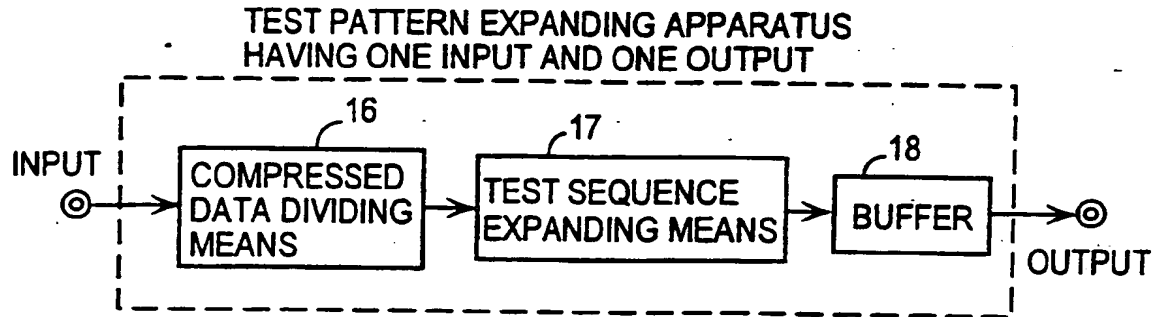 TEST PATTERN EXPANDING APPARATUS
HAVING ONE INPUT AND ONE OUTPUT
16
17
18
INPUT
COMPRESSED
DATA DIVIDING
MEANS
TEST SEQUENCE
EXPANDING MEANS
BUFFER
OUTPUT